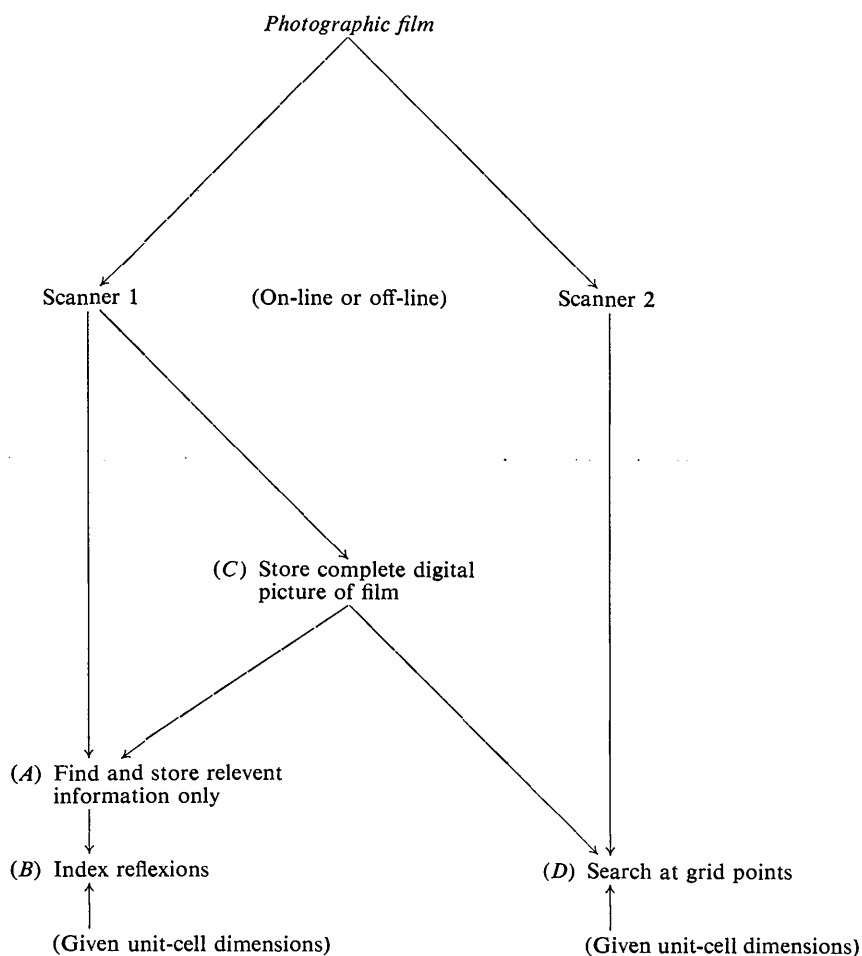 Photographic film
Scanner 1
(On-line or off-line)
Scanner 2
(C) Store complete digital
picture of film
(A) Find and store relevent
information only
(B) Index reflexions
(D) Search at grid points
(Given unit-cell dimensions)
(Given unit-cell dimensions)